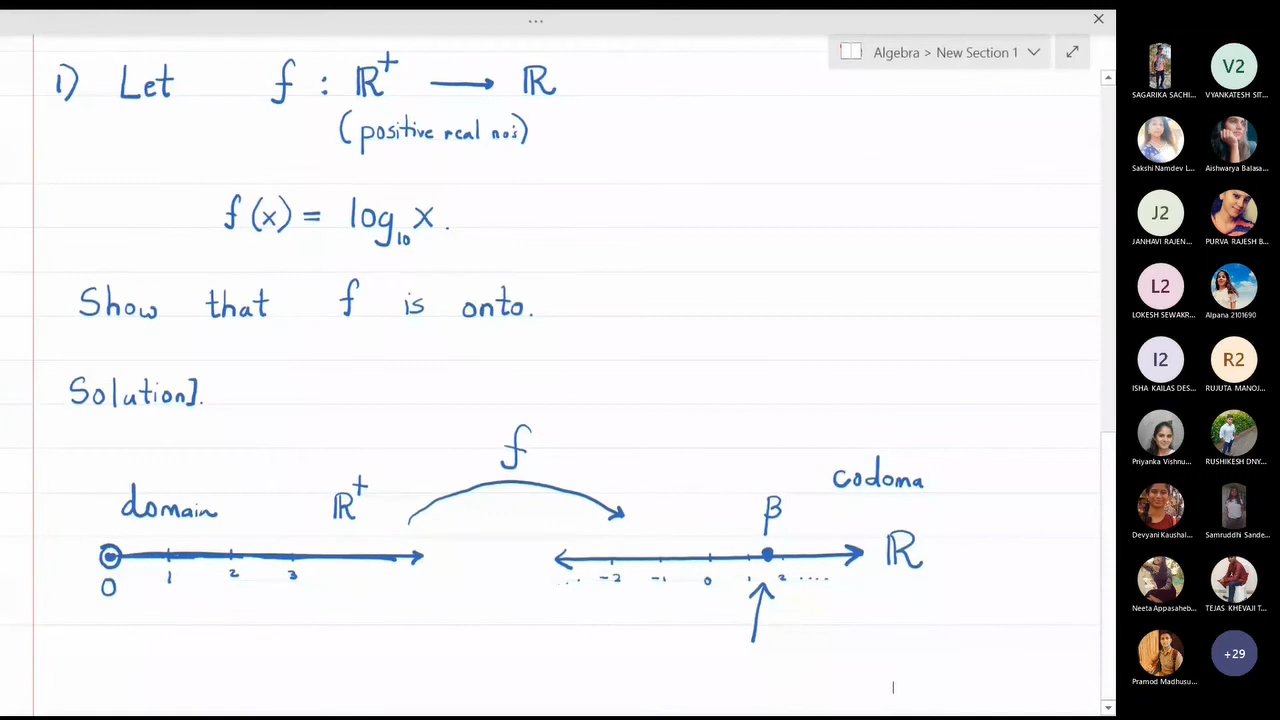 Algebra > New Section 1
1) Let f : ℝ⁺ ⟶ ℝ
(positive real no's)
f(x) = log₁₀ x.
Show that f is onto.
Solution].
f
domain ℝ⁺
codoma
β
ℝ
0 1 2 3
... -2 -1 0 1 2 ....
SAGARIKA SACHI...
V2
VYANKATESH SIT...
Sakshi Namdev L...
Aishwarya Balasa...
J2
JANHAVI RAJEN...
PURVA RAJESH B...
L2
LOKESH SEWAKR...
Alpana 2101690
I2
ISHA KAILAS DES...
R2
RUJUTA MANOJ...
Priyanka Vishnu...
RUSHIKESH DNY...
Devyani Kaushal...
Samruddhi Sande...
Neeta Appasaheb...
TEJAS KHEVAJI T...
Pramod Madhusu...
+29